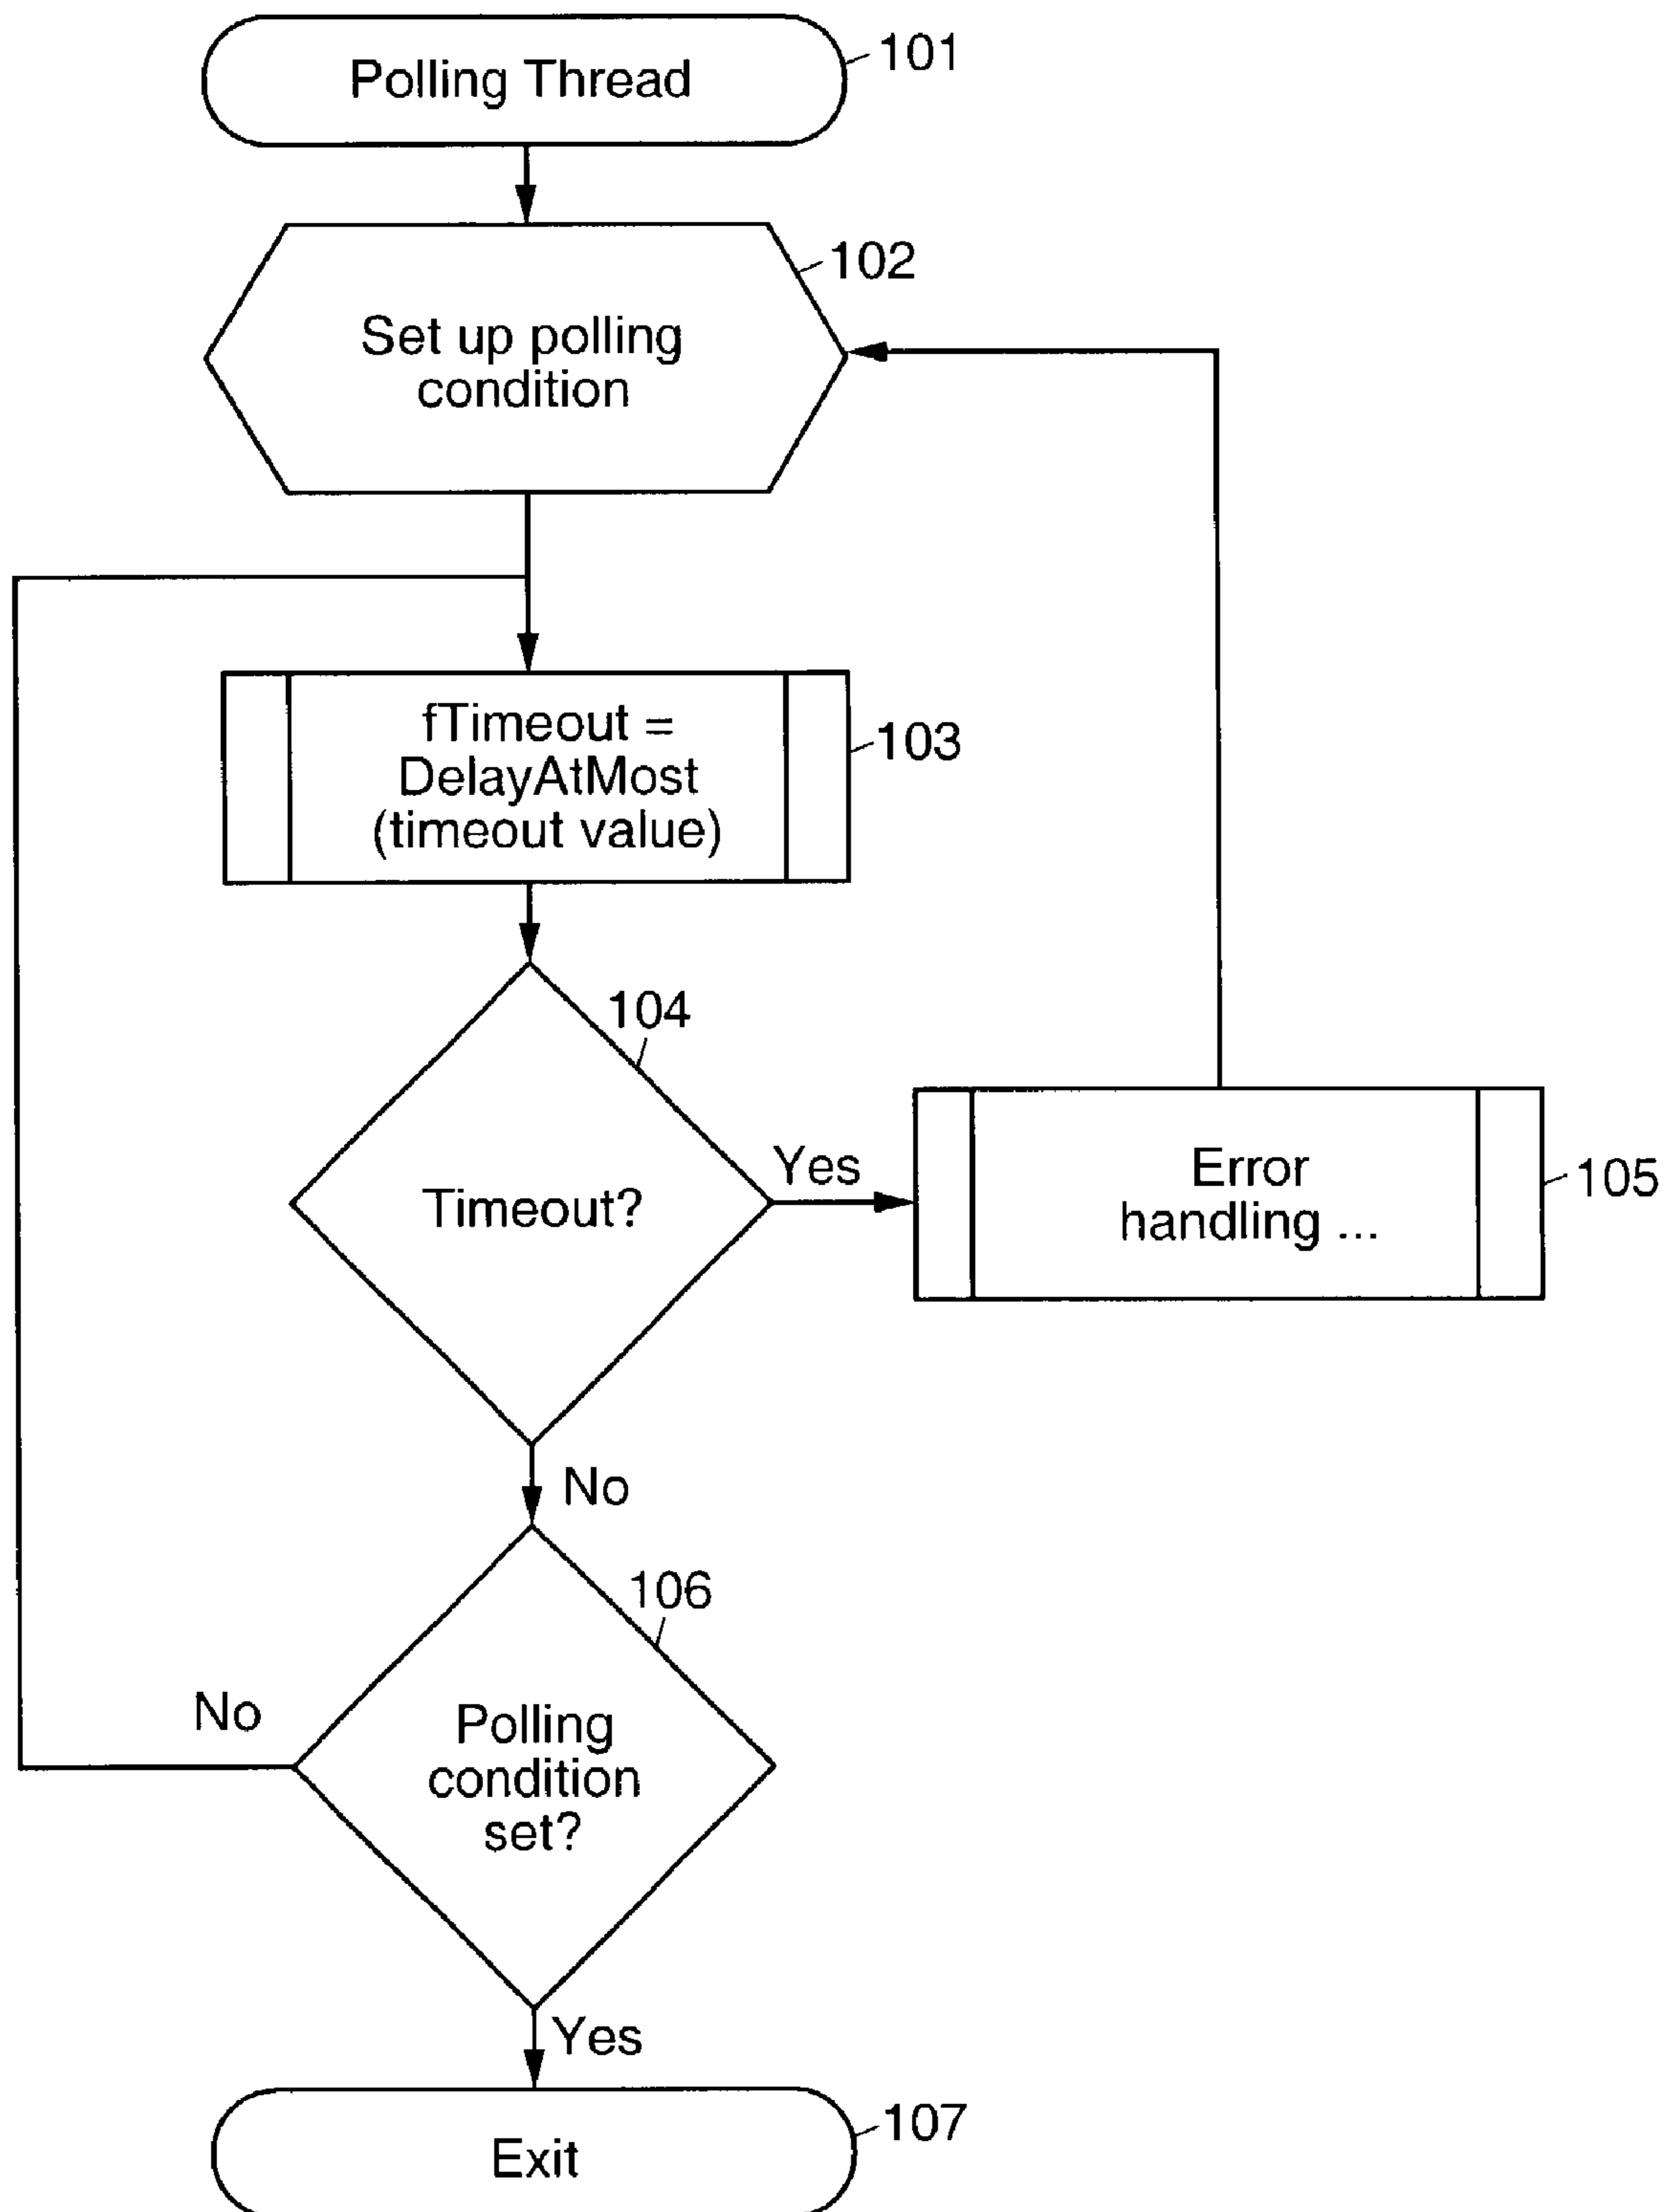 Polling Thread
101
102
Set up polling
condition
fTimeout =
DelayAtMost
(timeout value)
103
104
Timeout?
Yes
Error
handling ...
105
No
106
Polling
condition
set?
No
Yes
Exit
107